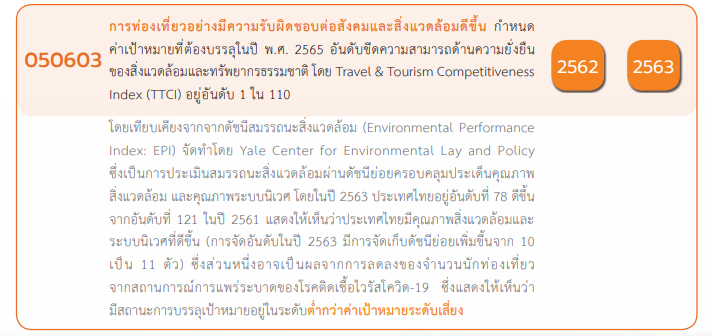 การท่องเที่ยวอย่างมีความรับผิดชอบต่อสังคมและสิ่งแวดล้อมดีขึ้น กำหนด
050603
ค่าเป้าหมายที่ต้องบรรลุในปี พ.ศ. 2565 อันดับขีดความสามารถด้านความยั่งยืน
ของสิ่งแวดล้อมและทรัพยากรธรรมชาติ โดย Travel & Tourism Competitiveness
Index (TTCI) อยู่อันดับ 1 ใน 110
2562
2563
โดยเทียบเคียงจากจากดัชนีสมรรถนะสิ่งแวดล้อม (Environmental Performance
Index: EPI) จัดทำโดย Yale Center for Environmental Lay and Policy
ซึ่งเป็นการประเมินสมรรถนะสิ่งแวดล้อมผ่านดัชนีย่อยครอบคลุมประเด็นคุณภาพ
สิ่งแวดล้อม และคุณภาพระบบนิเวศ โดยในปี 2563 ประเทศไทยอยู่อันดับที่ 78 ดีขึ้น
จากอันดับที่ 121 ในปี 2561 แสดงให้เห็นว่าประเทศไทยมีคุณภาพสิ่งแวดล้อมและ
ระบบนิเวศที่ดีขึ้น (การจัดอันดับในปี 2563 มีการจัดเก็บดัชนีย่อยเพิ่มขึ้นจาก 10
เป็น 11 ตัว) ซึ่งส่วนหนึ่งอาจเป็นผลจากการลดลงของจำนวนนักท่องเที่ยว
จากสถานการณ์การแพร่ระบาดของโรคติดเชื้อไวรัสโควิด-19 ซึ่งแสดงให้เห็นว่า
มีสถานะการบรรลุเป้าหมายอยู่ในระดับต่ำกว่าค่าเป้าหมายระดับเสี่ยง